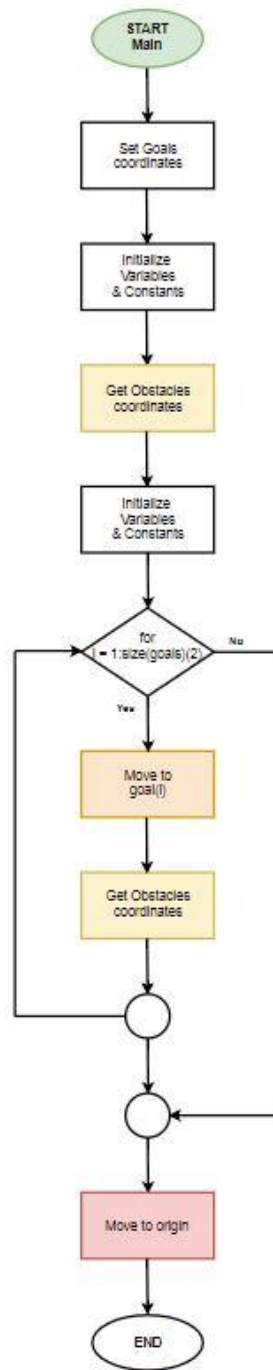 START
Main
Set Goals
coordinates
Initialize
Variables
& Constants
Get Obstacles
coordinates
Initialize
Variables
& Constants
for
I = 1:size(goals)(2)
No
Yes
Move to
goal(I)
Get Obstacles
coordinates
Move to origin
END